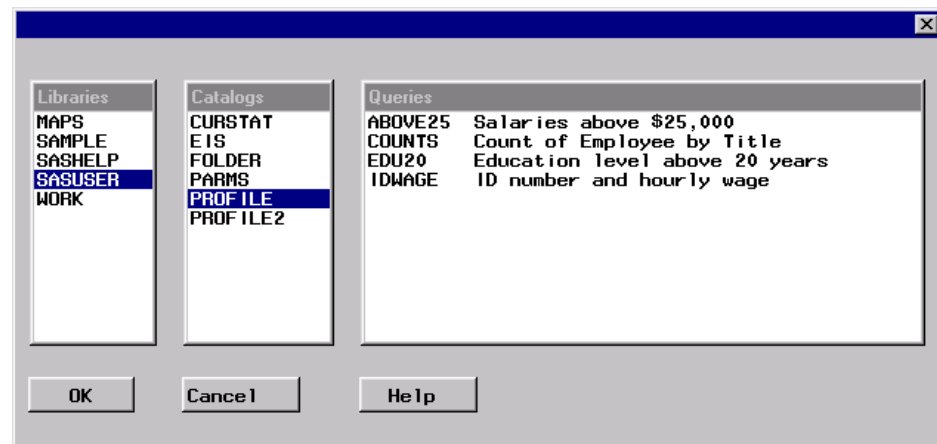 Libraries
MAPS
SAMPLE
SASHELP
SASUSER
WORK
Catalogs
CURSTAT
EIS
FOLDER
PARMS
PROFILE
PROFILE2
Queries
ABOVE25 Salaries above $25,000
COUNTS Count of Employee by Title
EDU20 Education level above 20 years
IDWAGE ID number and hourly wage
OK
Cancel
Help